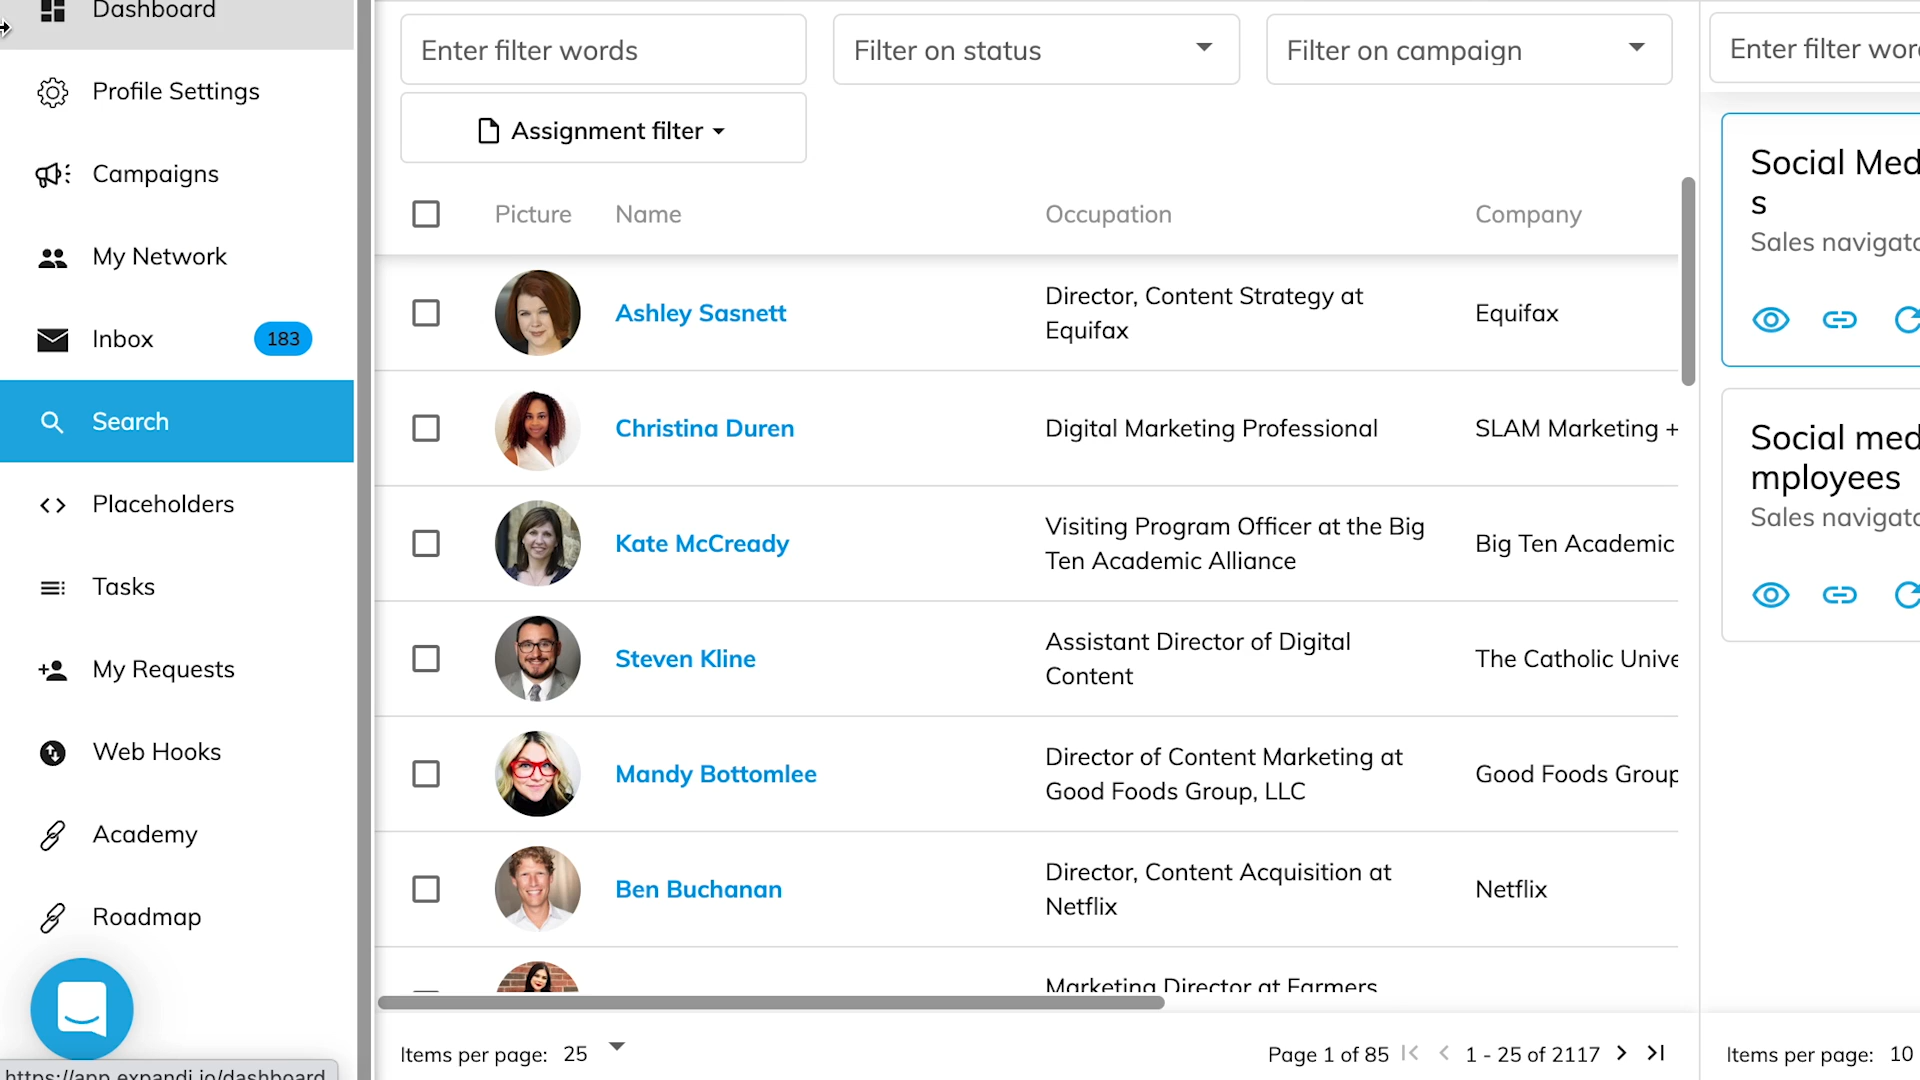 Dashboard
Profile Settings
Campaigns
My Network
Inbox 183
Search
Placeholders
Tasks
My Requests
Web Hooks
Academy
Roadmap
https://app.expandi.io/dashboard
Enter filter words
Filter on status
Filter on campaign
Assignment filter
Picture Name Occupation Company
Ashley Sasnett
Director, Content Strategy at
Equifax
Equifax
Christina Duren
Digital Marketing Professional
SLAM Marketing +
Kate McCready
Visiting Program Officer at the Big
Ten Academic Alliance
Big Ten Academic
Steven Kline
Assistant Director of Digital
Content
The Catholic Unive
Mandy Bottomlee
Director of Content Marketing at
Good Foods Group, LLC
Good Foods Group
Ben Buchanan
Director, Content Acquisition at
Netflix
Netflix
Marketing Director at Farmers
Items per page: 25
Page 1 of 85
1 - 25 of 2117
Enter filter wor
Social Med
s
Sales navigato
Social med
mployees
Sales navigato
Items per page: 10